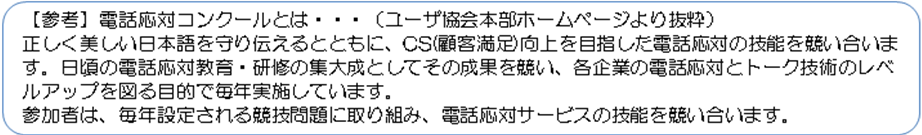 【参考】電話応対コンクールとは・・・（ユーザ協会本部ホームページより抜粋）
正しく美しい日本語を守り伝えるとともに、CS(顧客満足)向上を目指した電話応対の技能を競い合いま
す。日頃の電話応対教育・研修の集大成としてその成果を競い、各企業の電話応対とトーク技術のレベ
ルアップを図る目的で毎年実施しています。
参加者は、毎年設定される競技問題に取り組み、電話応対サービスの技能を競い合います。